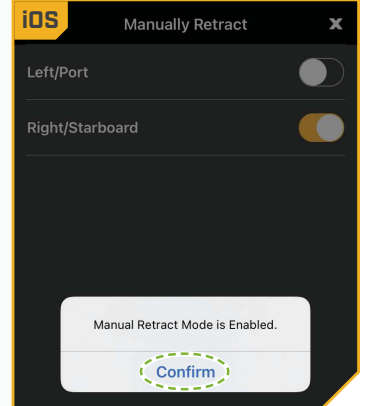 iOS
Manually Retract X
Left/Port
Right/Starboard
Manual Retract Mode is Enabled.
Confirm